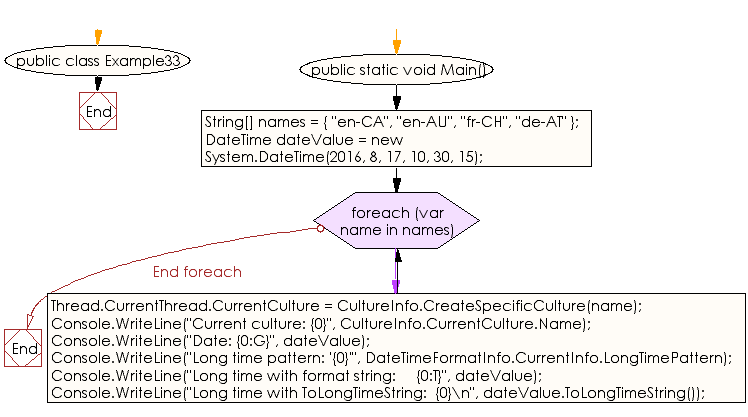 public class Example33
End
public static void Main()
String[] names = { "en-CA", "en-AU", "fr-CH", "de-AT" };
DateTime dateValue = new
System.DateTime(2016, 8, 17, 10, 30, 15);
foreach (var
name in names)
End foreach
End
Thread.CurrentThread.CurrentCulture = CultureInfo.CreateSpecificCulture(name);
Console.WriteLine("Current culture: {0}", CultureInfo.CurrentCulture.Name);
Console.WriteLine("Date: {0:G}", dateValue);
Console.WriteLine("Long time pattern: '{0}'", DateTimeFormatInfo.CurrentInfo.LongTimePattern);
Console.WriteLine("Long time with format string:     {0:T}", dateValue);
Console.WriteLine("Long time with ToLongTimeString:  {0}\n", dateValue.ToLongTimeString());